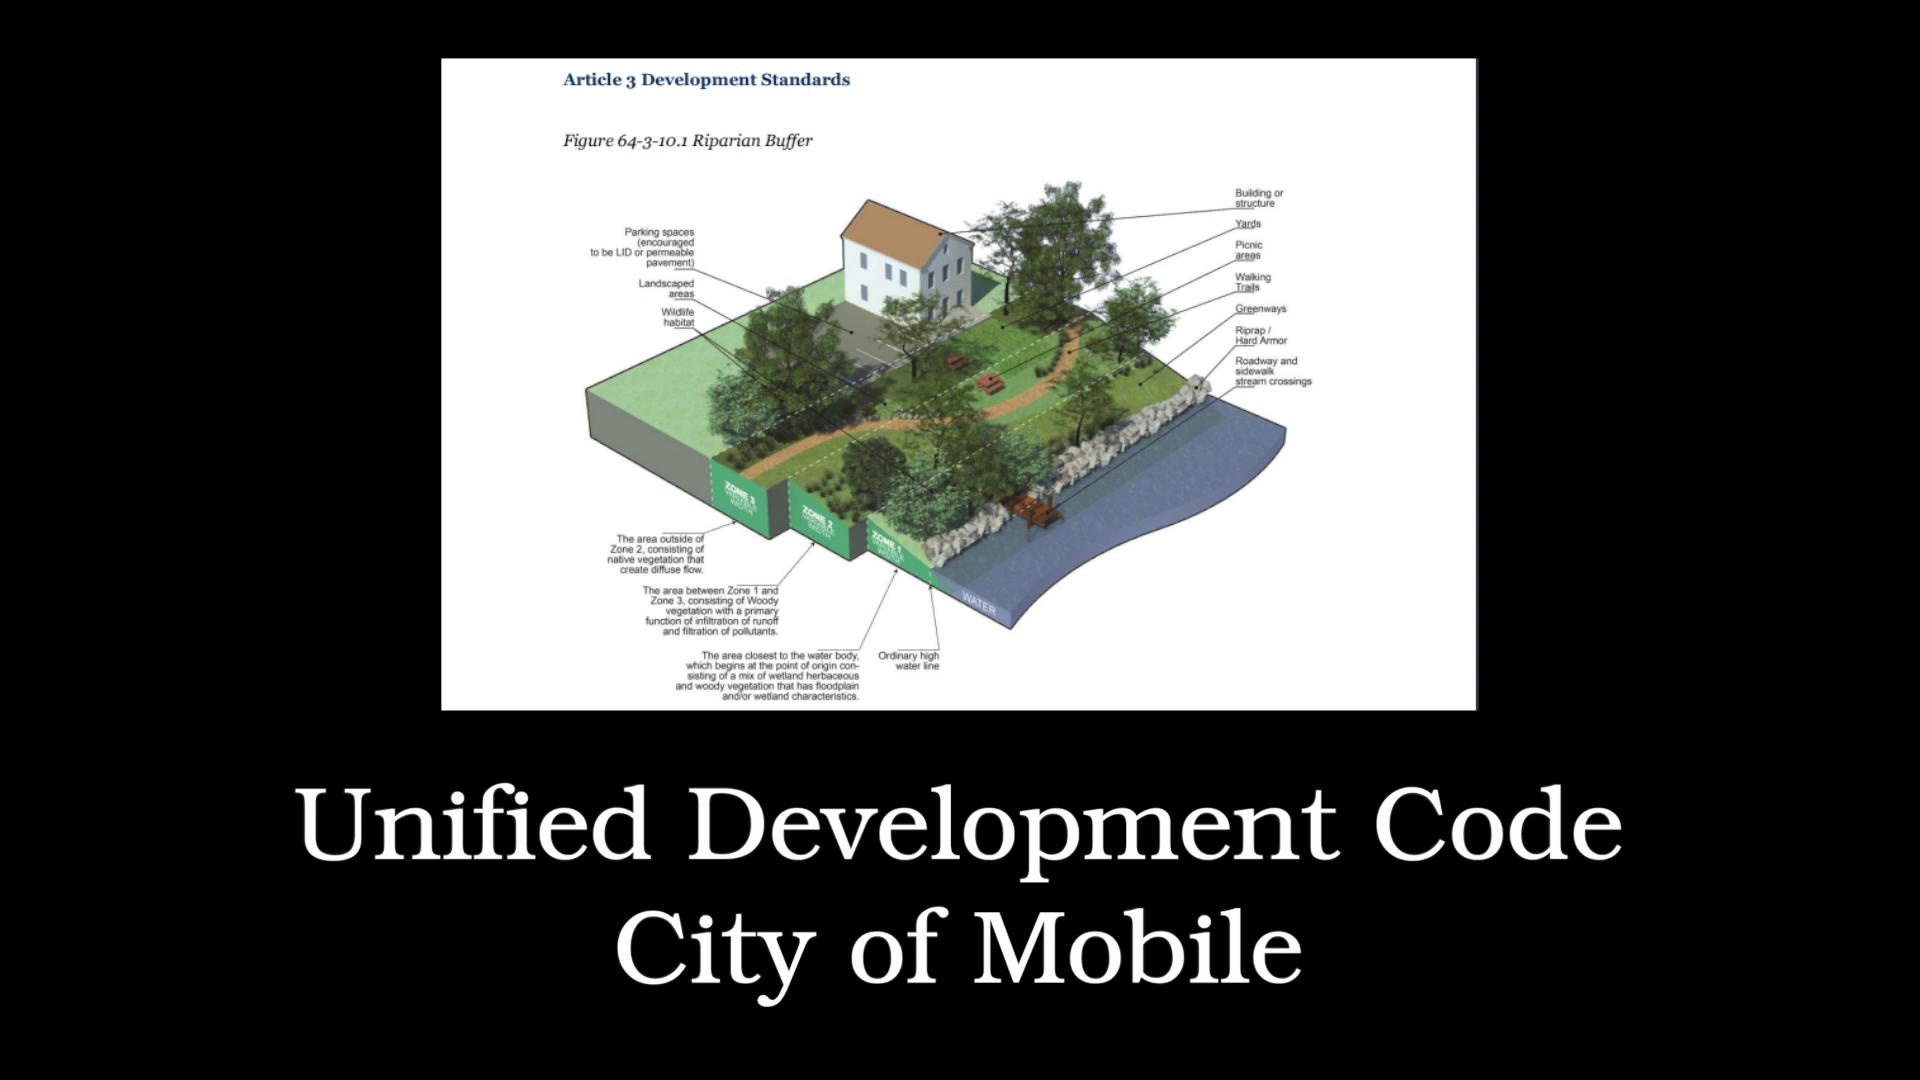 Article 3 Development Standards
Figure 64-3-10.1 Riparian Buffer
Parking spaces
(encouraged
to be LID or permeable
pavement)
Landscaped
areas
Wildlife
habitat
Building or
structure
Yards
Picnic
areas
Walking
Trails
Greenways
Riprap /
Hard Armor
Roadway and
sidewalk
stream crossings
ZONE 3
VARIABLE
WIDTH
ZONE 2
VARIABLE
WIDTH
ZONE 1
VARIABLE
WIDTH
WATER
The area outside of
Zone 2, consisting of
native vegetation that
create diffuse flow.
The area between Zone 1 and
Zone 3, consisting of Woody
vegetation with a primary
function of infiltration of runoff
and filtration of pollutants.
The area closest to the water body,
which begins at the point of origin con-
sisting of a mix of wetland herbaceous
and woody vegetation that has floodplain
and/or wetland characteristics.
Ordinary high
water line
Unified Development Code
City of Mobile